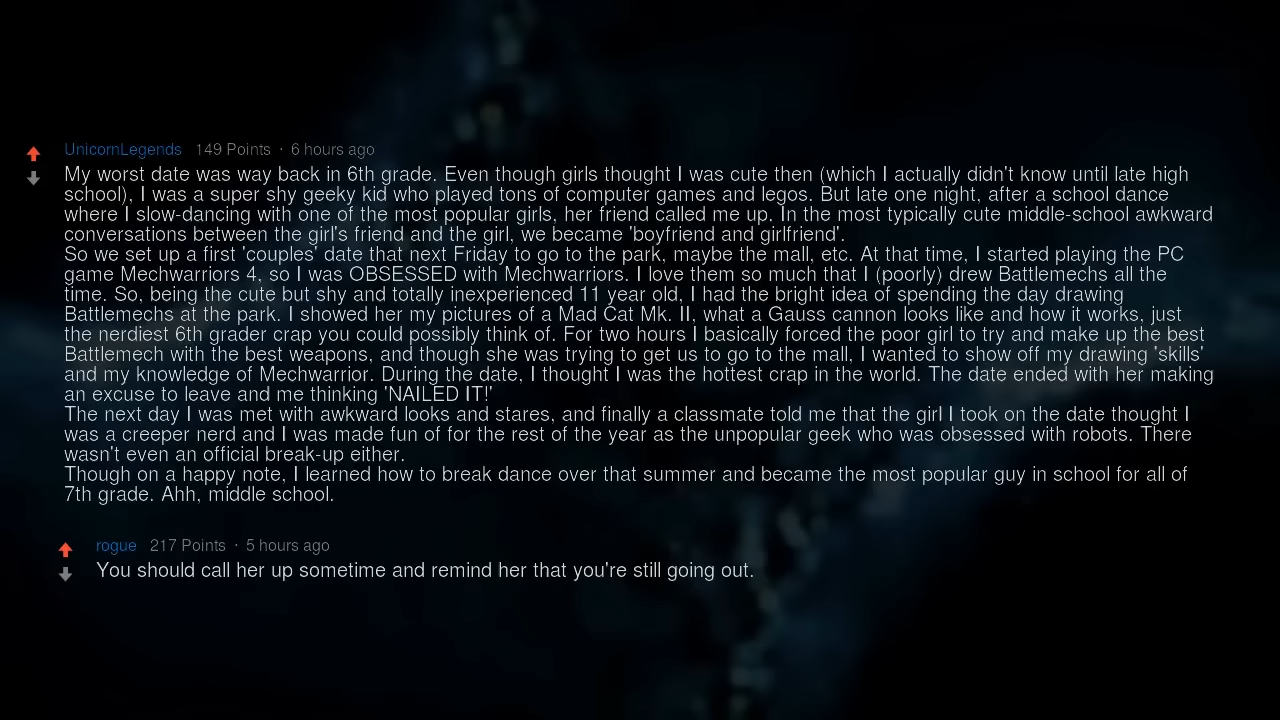 UnicornLegends 149 Points · 6 hours ago
My worst date was way back in 6th grade. Even though girls thought I was cute then (which I actually didn't know until late high
school), I was a super shy geeky kid who played tons of computer games and legos. But late one night, after a school dance
where I slow-dancing with one of the most popular girls, her friend called me up. In the most typically cute middle-school awkward
conversations between the girl's friend and the girl, we became 'boyfriend and girlfriend'.
So we set up a first 'couples' date that next Friday to go to the park, maybe the mall, etc. At that time, I started playing the PC
game Mechwarriors 4, so I was OBSESSED with Mechwarriors. I love them so much that I (poorly) drew Battlemechs all the
time. So, being the cute but shy and totally inexperienced 11 year old, I had the bright idea of spending the day drawing
Battlemechs at the park. I showed her my pictures of a Mad Cat Mk. II, what a Gauss cannon looks like and how it works, just
the nerdiest 6th grader crap you could possibly think of. For two hours I basically forced the poor girl to try and make up the best
Battlemech with the best weapons, and though she was trying to get us to go to the mall, I wanted to show off my drawing 'skills'
and my knowledge of Mechwarrior. During the date, I thought I was the hottest crap in the world. The date ended with her making
an excuse to leave and me thinking 'NAILED IT!'
The next day I was met with awkward looks and stares, and finally a classmate told me that the girl I took on the date thought I
was a creeper nerd and I was made fun of for the rest of the year as the unpopular geek who was obsessed with robots. There
wasn't even an official break-up either.
Though on a happy note, I learned how to break dance over that summer and became the most popular guy in school for all of
7th grade. Ahh, middle school.
rogue 217 Points · 5 hours ago
You should call her up sometime and remind her that you're still going out.